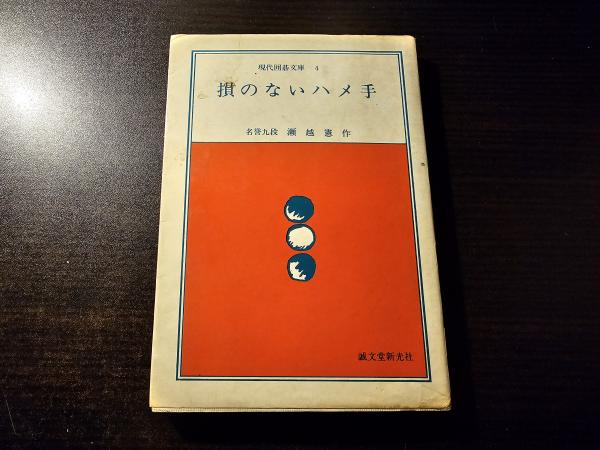 現代囲碁文庫 4
損のないハメ手
名誉九段 瀬越憲作
誠文堂新光社